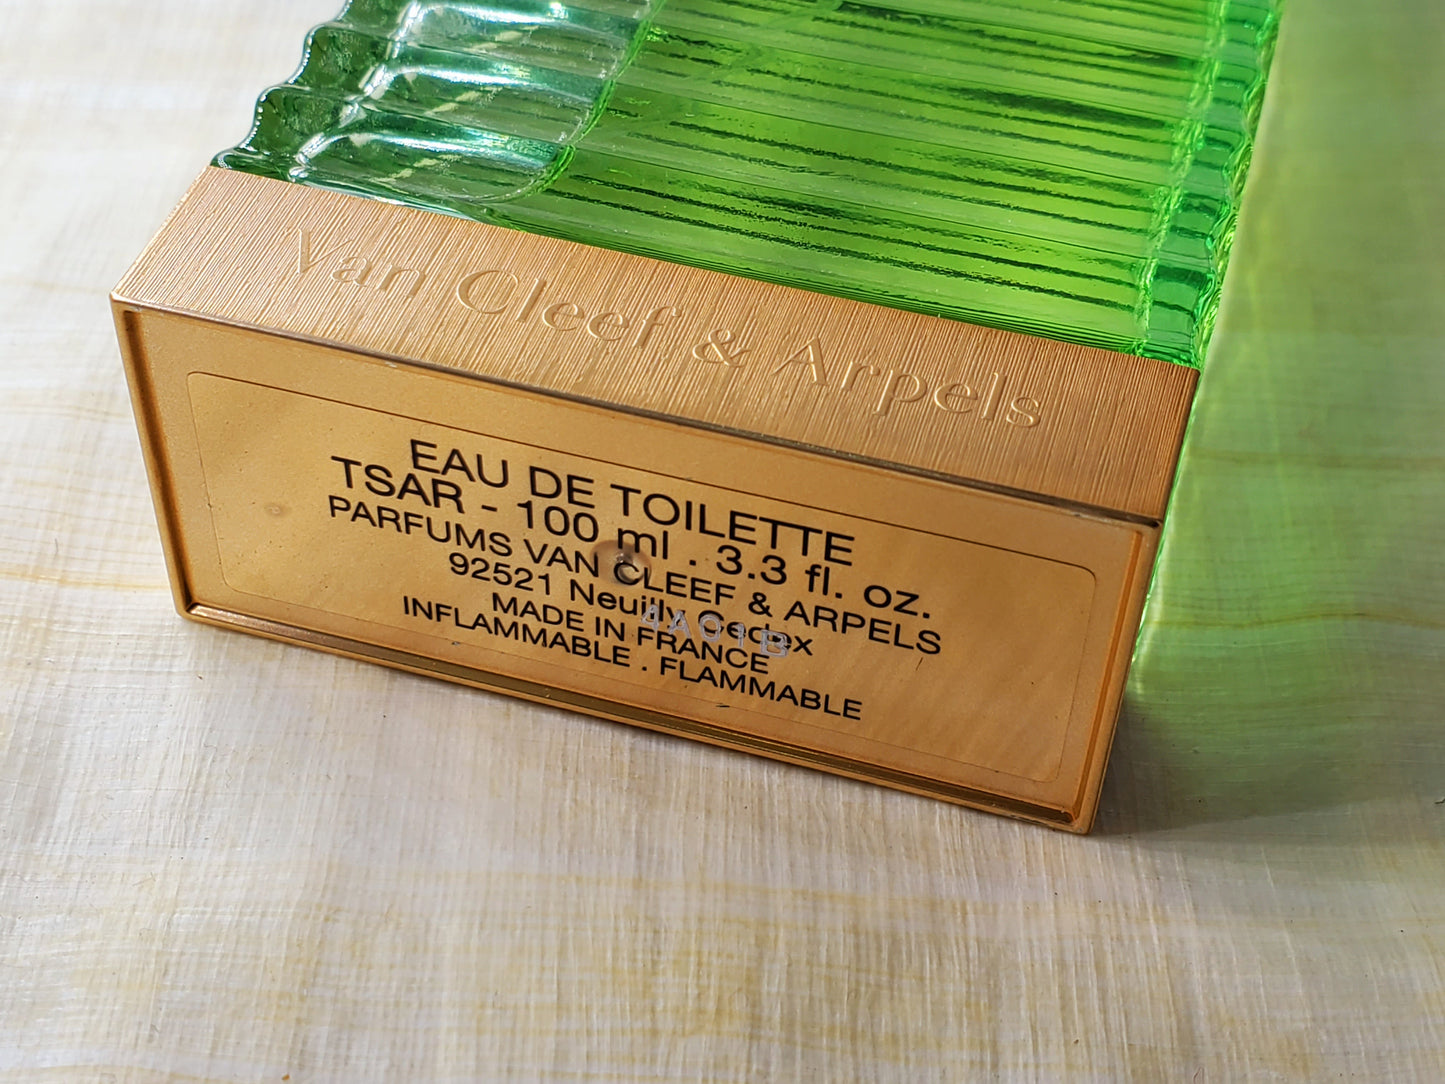 Van Cleef & Arpels
EAU DE TOILETTE
TSAR - 100 ml . 3.3 fl. oz.
PARFUMS VAN CLEEF & ARPELS
92521 Neuilly Cedex
4A01B
MADE IN FRANCE
INFLAMMABLE . FLAMMABLE